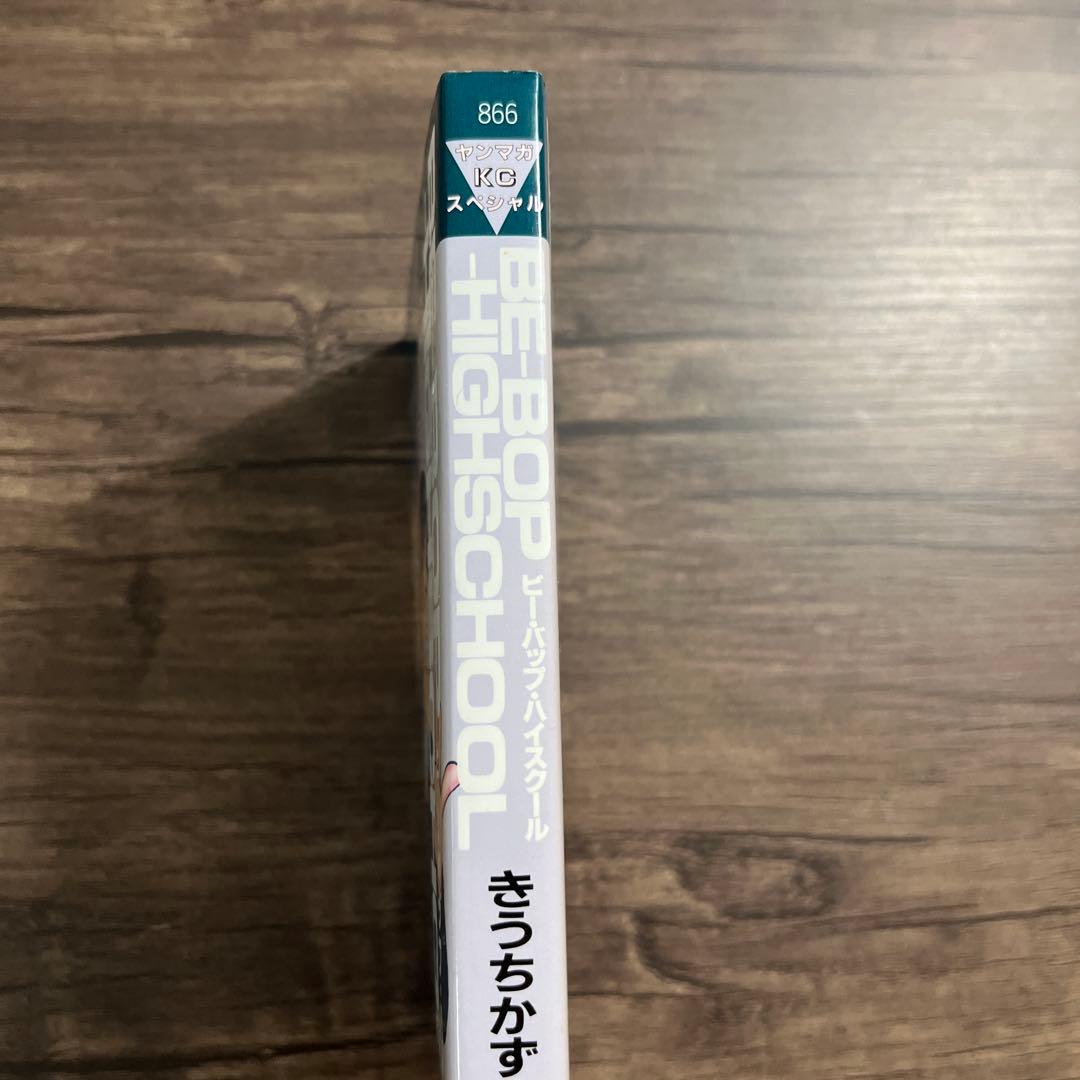 866
ヤンマガ
KC
スペシャル
BE-BOP
-HIGHSCHOOL
ビー・バップ・ハイスクール
きうちかず